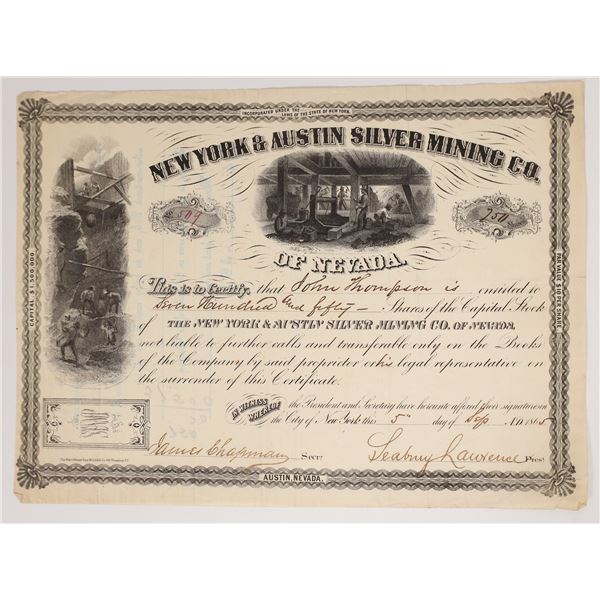 INCORPORATED UNDER THE
LAWS OF THE STATE OF NEW YORK.
NEW YORK & AUSTIN SILVER MINING CO.
509
750
OF NEVADA.
This is to Certify, that John Thompson is entitled to
Seven Hundred and fifty — Shares of the Capital Stock
of THE NEW YORK & AUSTIN SILVER MINING CO. OF NEVADA.
not liable to further calls and transferable only on the Books
of the Company by said proprietor or his legal representative on
the surrender of this Certificate.
IN WITNESS WHEREOF the President and Secretary have hereunto affixed their signatures in
the City of New York this 5" day of Sep A.D. 1865
James Chapman Secry.
Seabury Lawrence Prest.
AUSTIN, NEVADA.
CAPITAL $1,500,000
PAR VALUE $10 PER SHARE